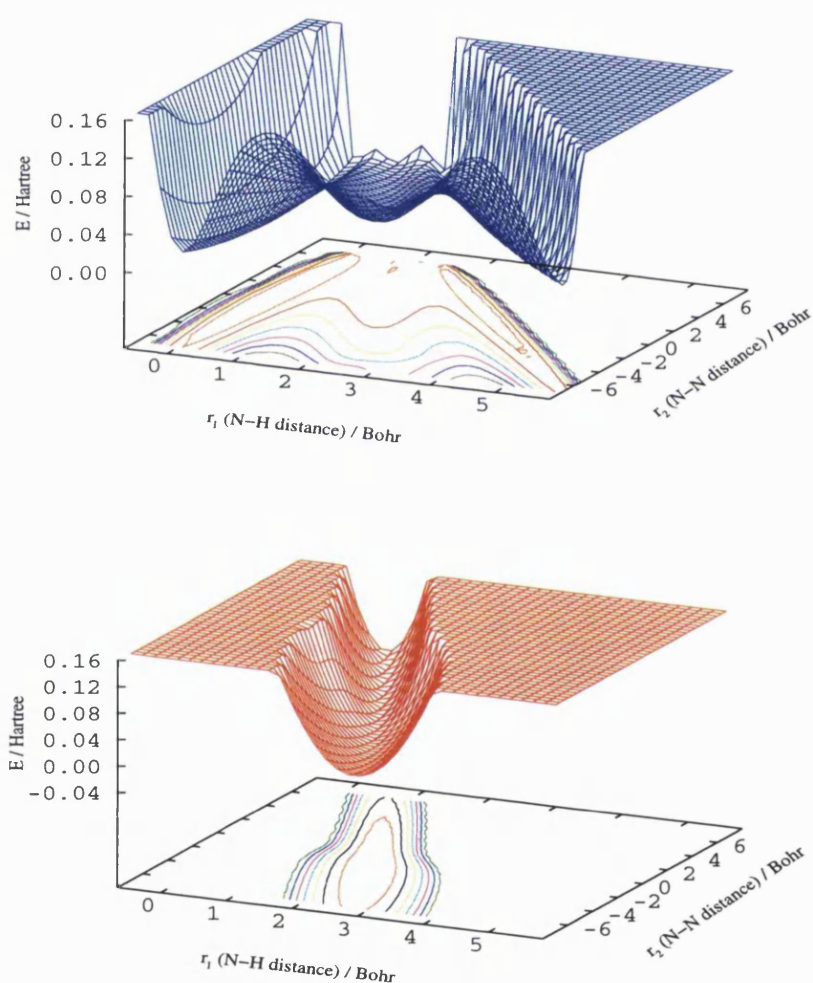 0.16
0.12
0.08
0.04
0.00
E / Hartree
0 1 2 3 4 5
r₁ (N–H distance) / Bohr
-6 -4 -2 0 2 4 6
r₂ (N–N distance) / Bohr
0.16
0.12
0.08
0.04
0.00
-0.04
E / Hartree
0 1 2 3 4 5
r₁ (N–H distance) / Bohr
-6 -4 -2 0 2 4 6
r₂ (N–N distance) / Bohr